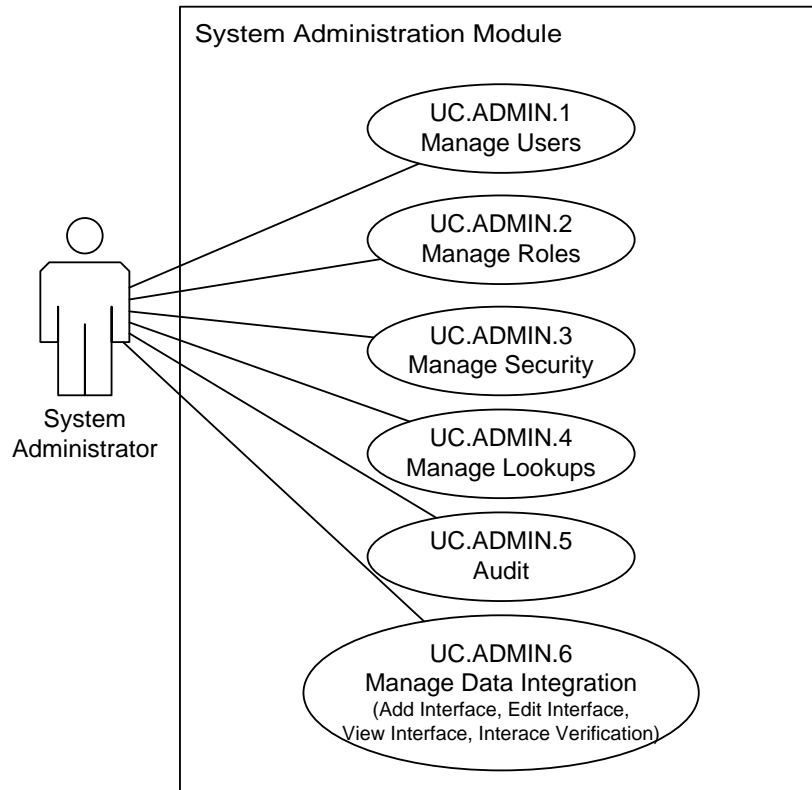 System Administration Module
UC.ADMIN.1
Manage Users
UC.ADMIN.2
Manage Roles
UC.ADMIN.3
Manage Security
System
Administrator
UC.ADMIN.4
Manage Lookups
UC.ADMIN.5
Audit
UC.ADMIN.6
Manage Data Integration
(Add Interface, Edit Interface,
View Interface, Interace Verification)